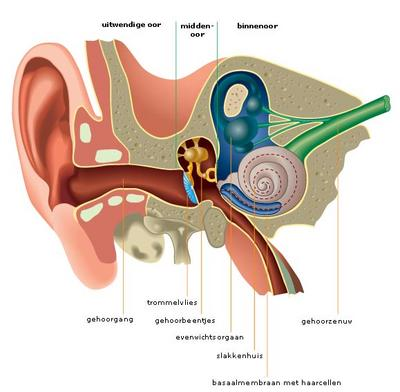 uitwendige oor
midden-
oor
binnenoor
trommelvlies
gehoorgang
gehoorbeentjes
gehoorzenuw
evenwichtsorgaan
slakkenhuis
basaalmembraan met haarcellen